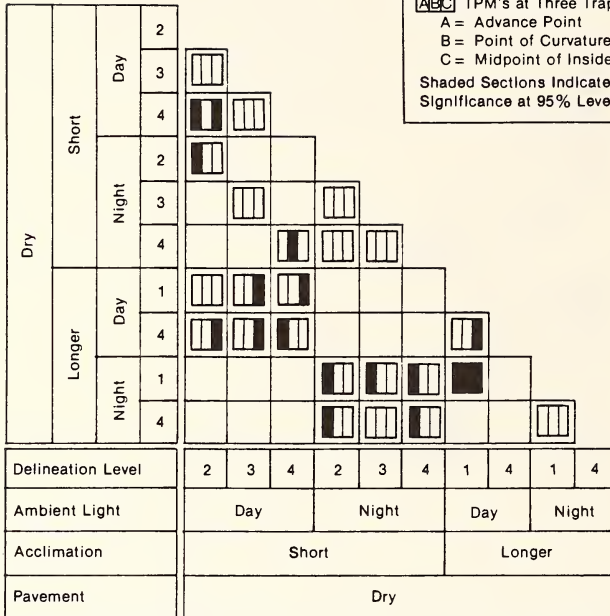 ABC TPM's at Three Trap
A = Advance Point
B = Point of Curvature
C = Midpoint of Inside
Shaded Sections Indicate
Significance at 95% Level
Dry
Short
Day
2
3
4
Night
2
3
4
Longer
Day
1
4
Night
1
4
Delineation Level 2 3 4 2 3 4 1 4 1 4
Ambient Light Day Night Day Night
Acclimation Short Longer
Pavement Dry